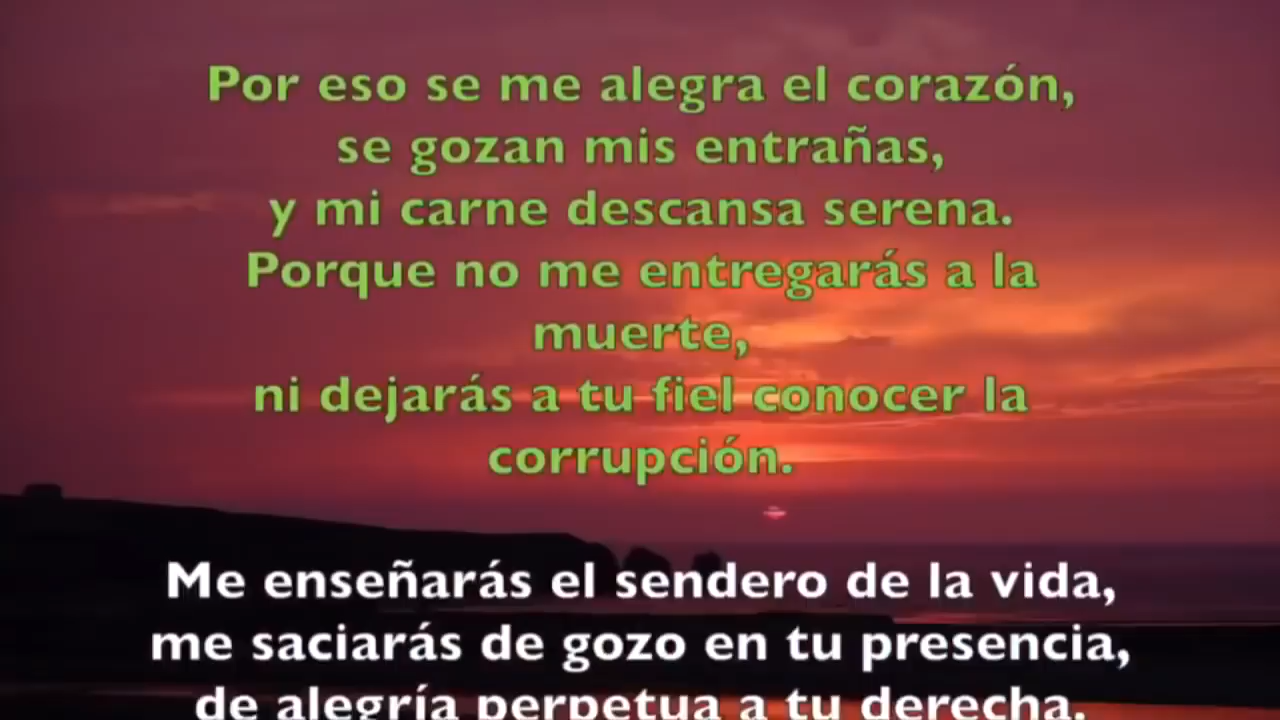 Por eso se me alegra el corazón,
se gozan mis entrañas,
y mi carne descansa serena.
Porque no me entregarás a la
muerte,
ni dejarás a tu fiel conocer la
corrupción.
Me enseñarás el sendero de la vida,
me saciarás de gozo en tu presencia,
de alegría perpetua a tu derecha.